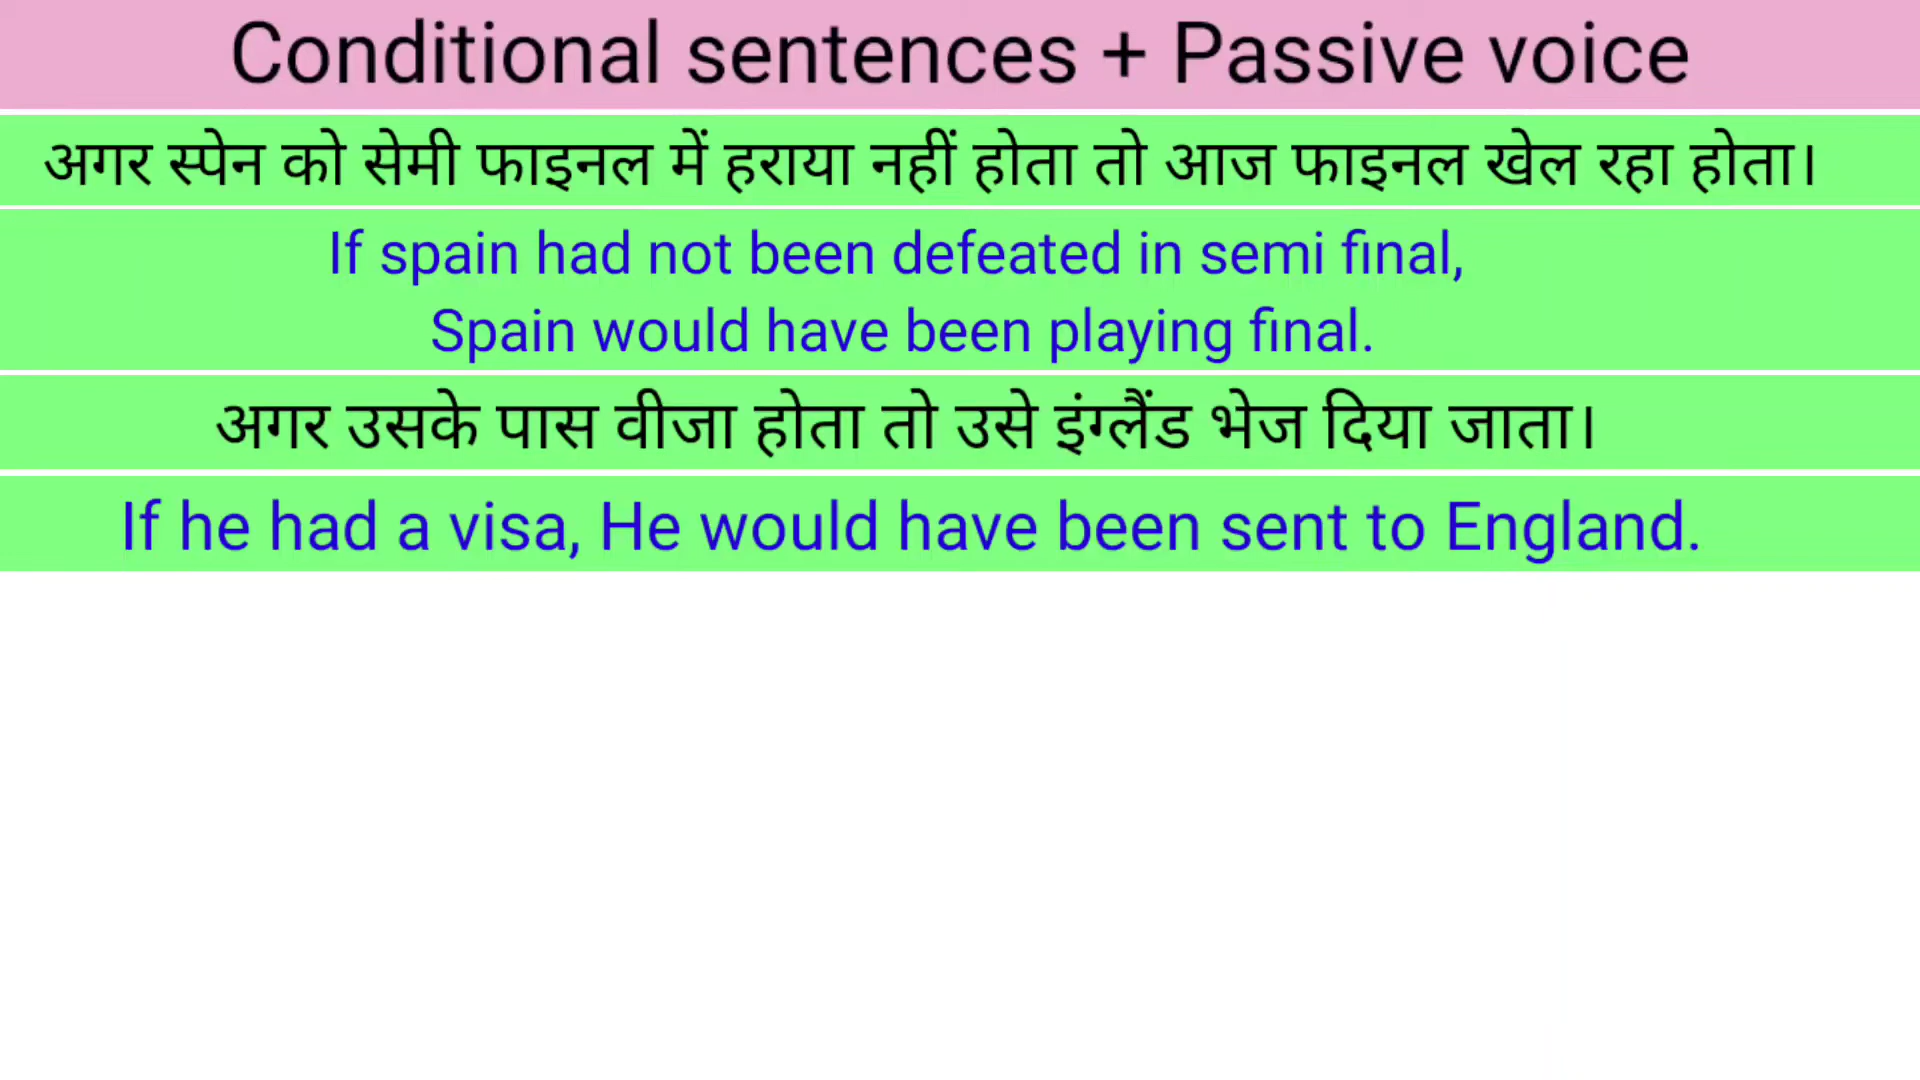 Conditional sentences + Passive voice
अगर स्पेन को सेमी फाइनल में हराया नहीं होता तो आज फाइनल खेल रहा होता।
If spain had not been defeated in semi final,
Spain would have been playing final.
अगर उसके पास वीजा होता तो उसे इंग्लैंड भेज दिया जाता।
If he had a visa, He would have been sent to England.